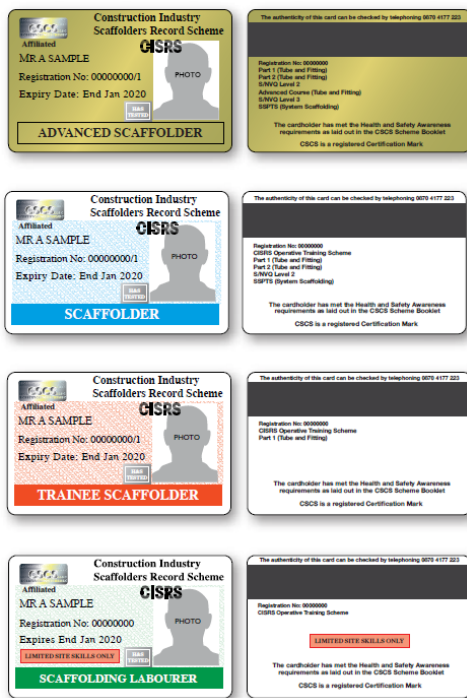 Construction Industry
Scaffolders Record Scheme
CSCS
Affiliated
CISRS
MR A SAMPLE
Registration No: 00000000/1
PHOTO
Expiry Date: End Jan 2020
H&S
TESTED
ADVANCED SCAFFOLDER
The authenticity of this card can be checked by telephoning 0870 4177 223
Registration No: 00000000
Part 1 (Tube and Fitting)
Part 2 (Tube and Fitting)
S/NVQ Level 2
Advanced Course (Tube and Fitting)
S/NVQ Level 3
SSPTS (System Scaffolding)
The cardholder has met the Health and Safety Awareness
requirements as laid out in the CSCS Scheme Booklet
CSCS is a registered Certification Mark
Construction Industry
Scaffolders Record Scheme
CSCS
Affiliated
CISRS
MR A SAMPLE
Registration No: 00000000/1
PHOTO
Expiry Date: End Jan 2020
H&S
TESTED
SCAFFOLDER
The authenticity of this card can be checked by telephoning 0870 4177 223
Registration No: 00000000
CISRS Operative Training Scheme
Part 1 (Tube and Fitting)
Part 2 (Tube and Fitting)
S/NVQ Level 2
SSPTS (System Scaffolding)
The cardholder has met the Health and Safety Awareness
requirements as laid out in the CSCS Scheme Booklet
CSCS is a registered Certification Mark
Construction Industry
Scaffolders Record Scheme
CSCS
Affiliated
CISRS
MR A SAMPLE
Registration No: 00000000/1
PHOTO
Expiry Date: End Jan 2020
H&S
TESTED
TRAINEE SCAFFOLDER
The authenticity of this card can be checked by telephoning 0870 4177 223
Registration No: 00000000
CISRS Operative Training Scheme
Part 1 (Tube and Fitting)
The cardholder has met the Health and Safety Awareness
requirements as laid out in the CSCS Scheme Booklet
CSCS is a registered Certification Mark
Construction Industry
Scaffolders Record Scheme
CSCS
Affiliated
CISRS
MR A SAMPLE
Registration No: 00000000
PHOTO
Expires End Jan 2020
LIMITED SITE SKILLS ONLY
H&S
TESTED
SCAFFOLDING LABOURER
The authenticity of this card can be checked by telephoning 0870 4177 223
Registration No: 00000000
CISRS Operative Training Scheme
LIMITED SITE SKILLS ONLY
The cardholder has met the Health and Safety Awareness
requirements as laid out in the CSCS Scheme Booklet
CSCS is a registered Certification Mark